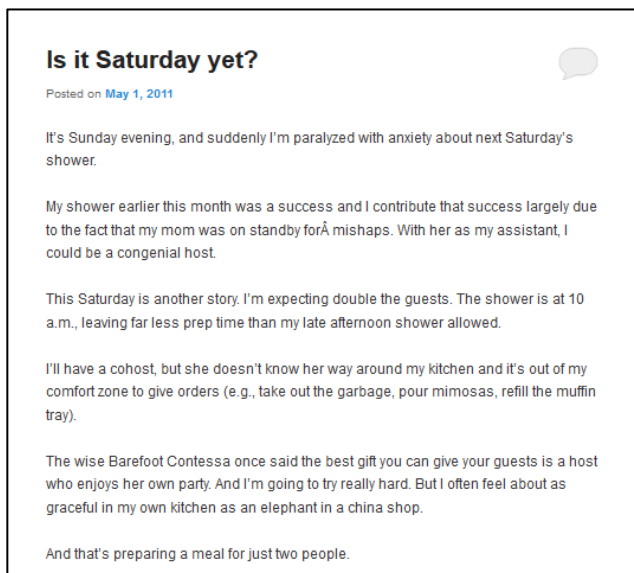 Is it Saturday yet?
Posted on May 1, 2011
It's Sunday evening, and suddenly I'm paralyzed with anxiety about next Saturday's
shower.
My shower earlier this month was a success and I contribute that success largely due
to the fact that my mom was on standby forÂ mishaps. With her as my assistant, I
could be a congenial host.
This Saturday is another story. I'm expecting double the guests. The shower is at 10
a.m., leaving far less prep time than my late afternoon shower allowed.
I'll have a cohost, but she doesn't know her way around my kitchen and it's out of my
comfort zone to give orders (e.g., take out the garbage, pour mimosas, refill the muffin
tray).
The wise Barefoot Contessa once said the best gift you can give your guests is a host
who enjoys her own party. And I'm going to try really hard. But I often feel about as
graceful in my own kitchen as an elephant in a china shop.
And that's preparing a meal for just two people.